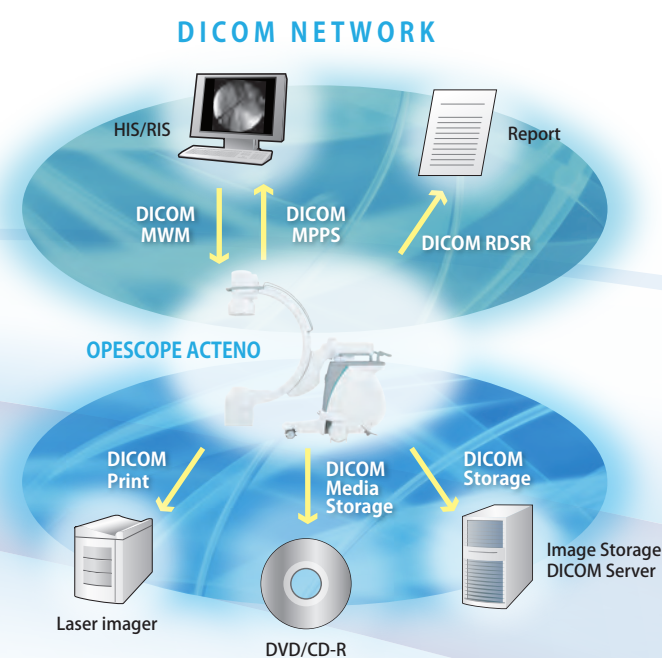 DICOM NETWORK
HIS/RIS
Report
DICOM
MWM
DICOM
MPPS
DICOM RDSR
OPESCOPE ACTENO
DICOM
Print
DICOM
Media
Storage
DICOM
Storage
Laser imager
DVD/CD-R
Image Storage
DICOM Server